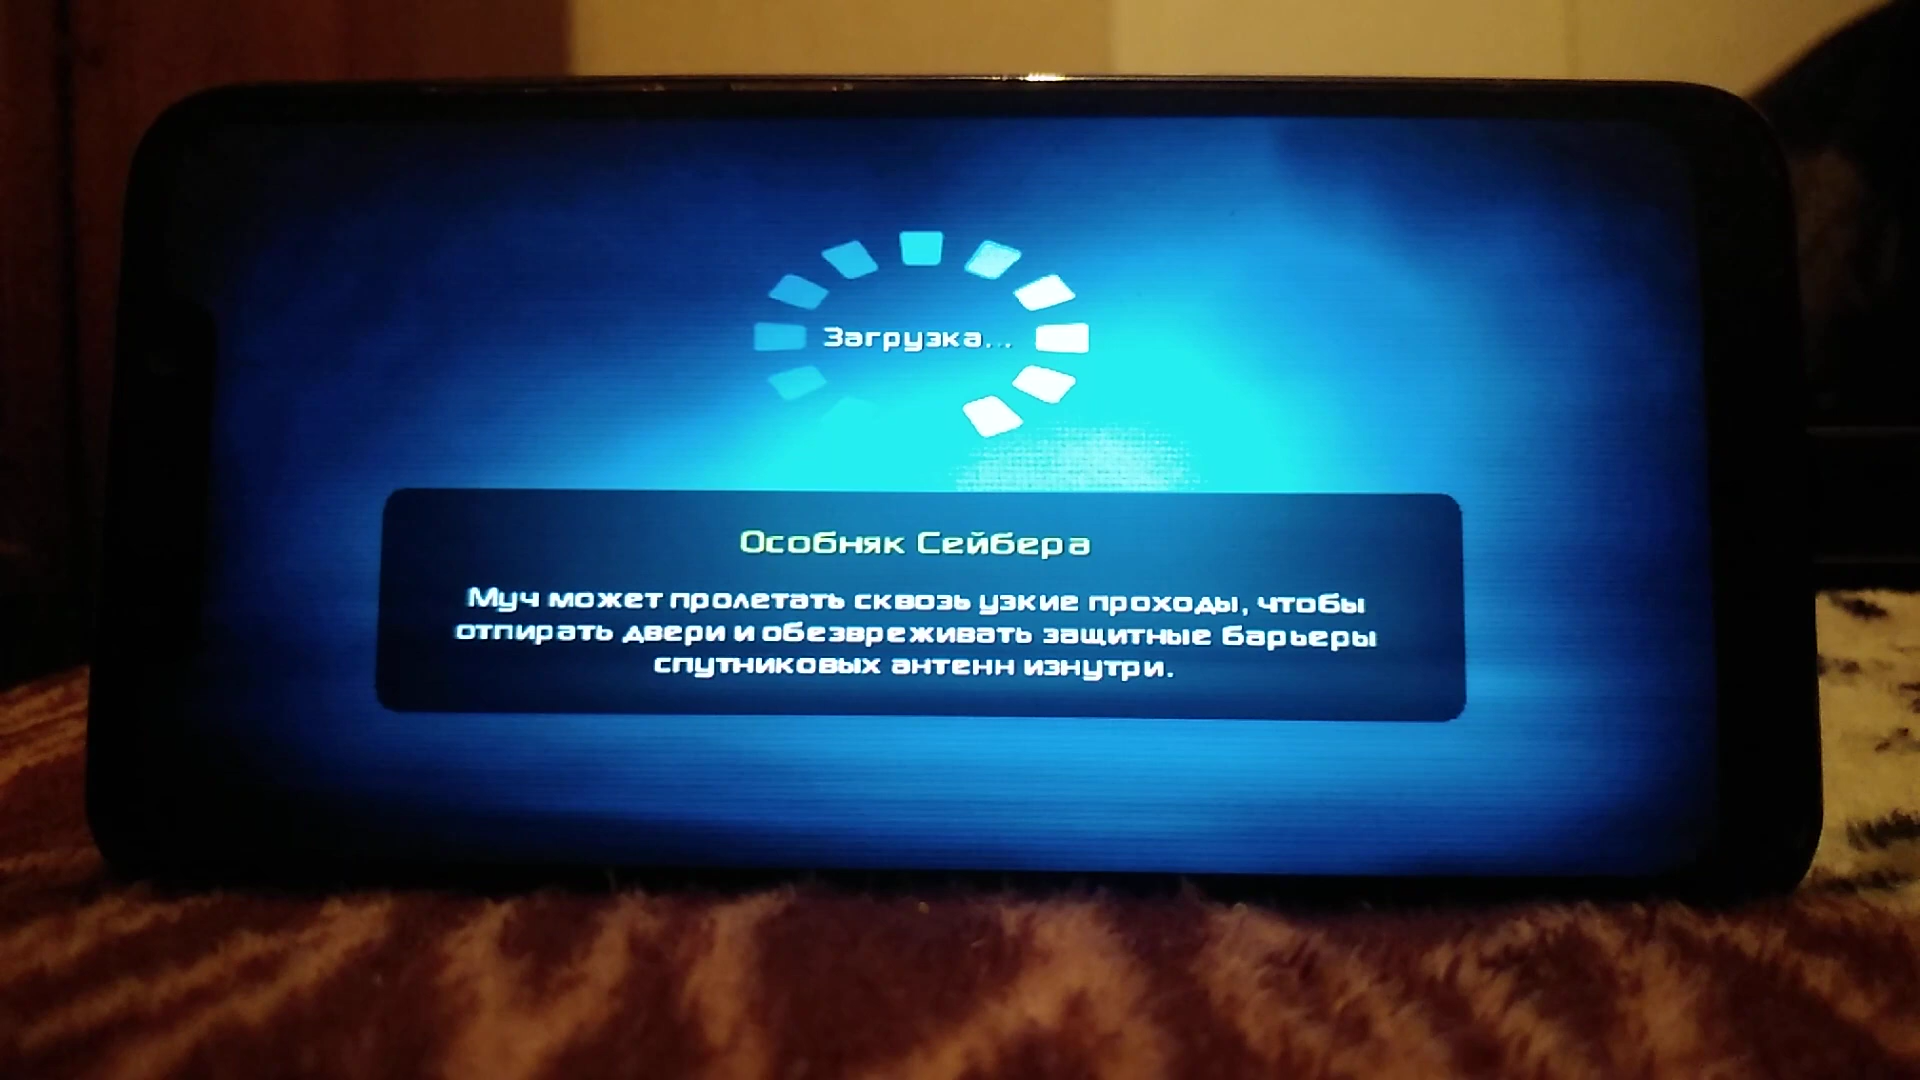 Загрузка...
Особняк Сейбера
Муч может пролетать сквозь узкие проходы, чтобы
отпирать двери и обезвреживать защитные барьеры
спутниковых антенн изнутри.